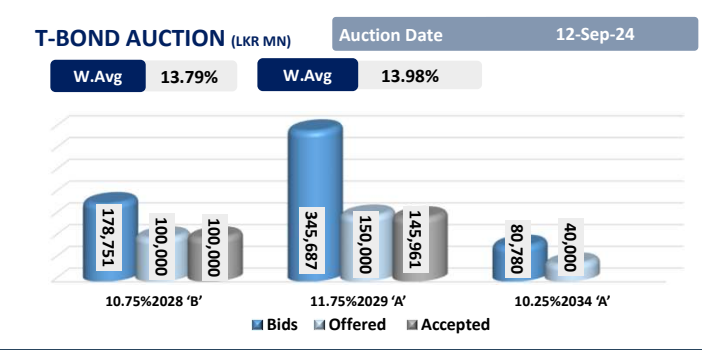 T-BOND AUCTION (LKR MN)
Auction Date 12-Sep-24
W.Avg 13.79% W.Avg 13.98%
178,751 100,000 100,000 345,687 150,000 145,961 80,780 40,000
10.75%2028 ‘B’ 11.75%2029 ‘A’ 10.25%2034 ‘A’
Bids Offered Accepted